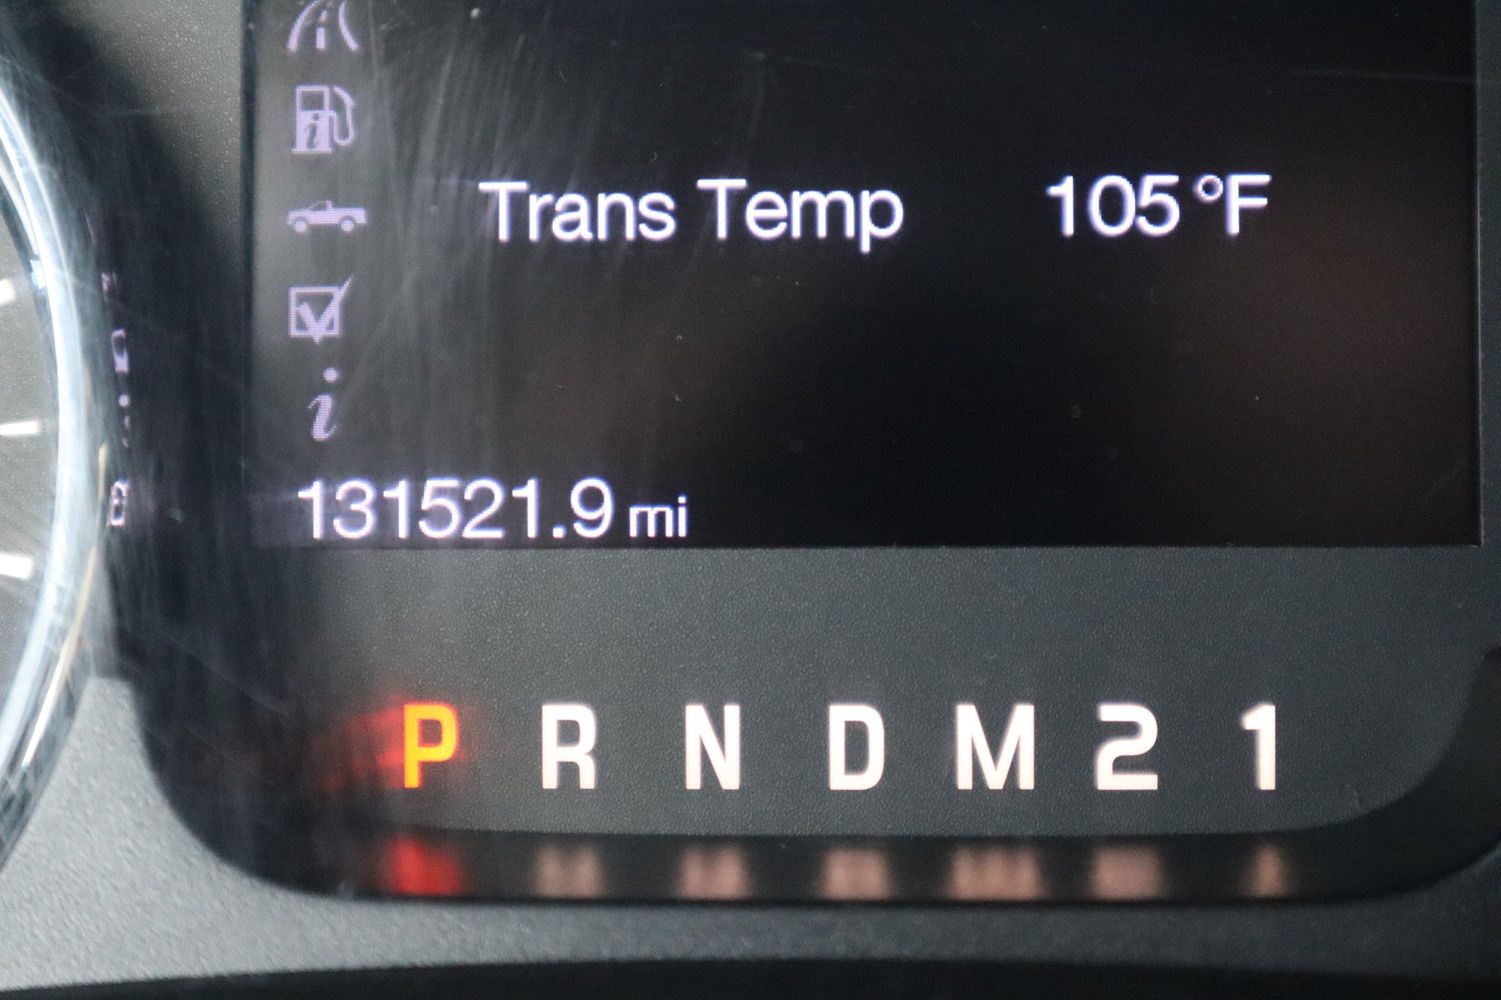 Trans Temp 105°F
131521.9 mi
P R N D M 2 1